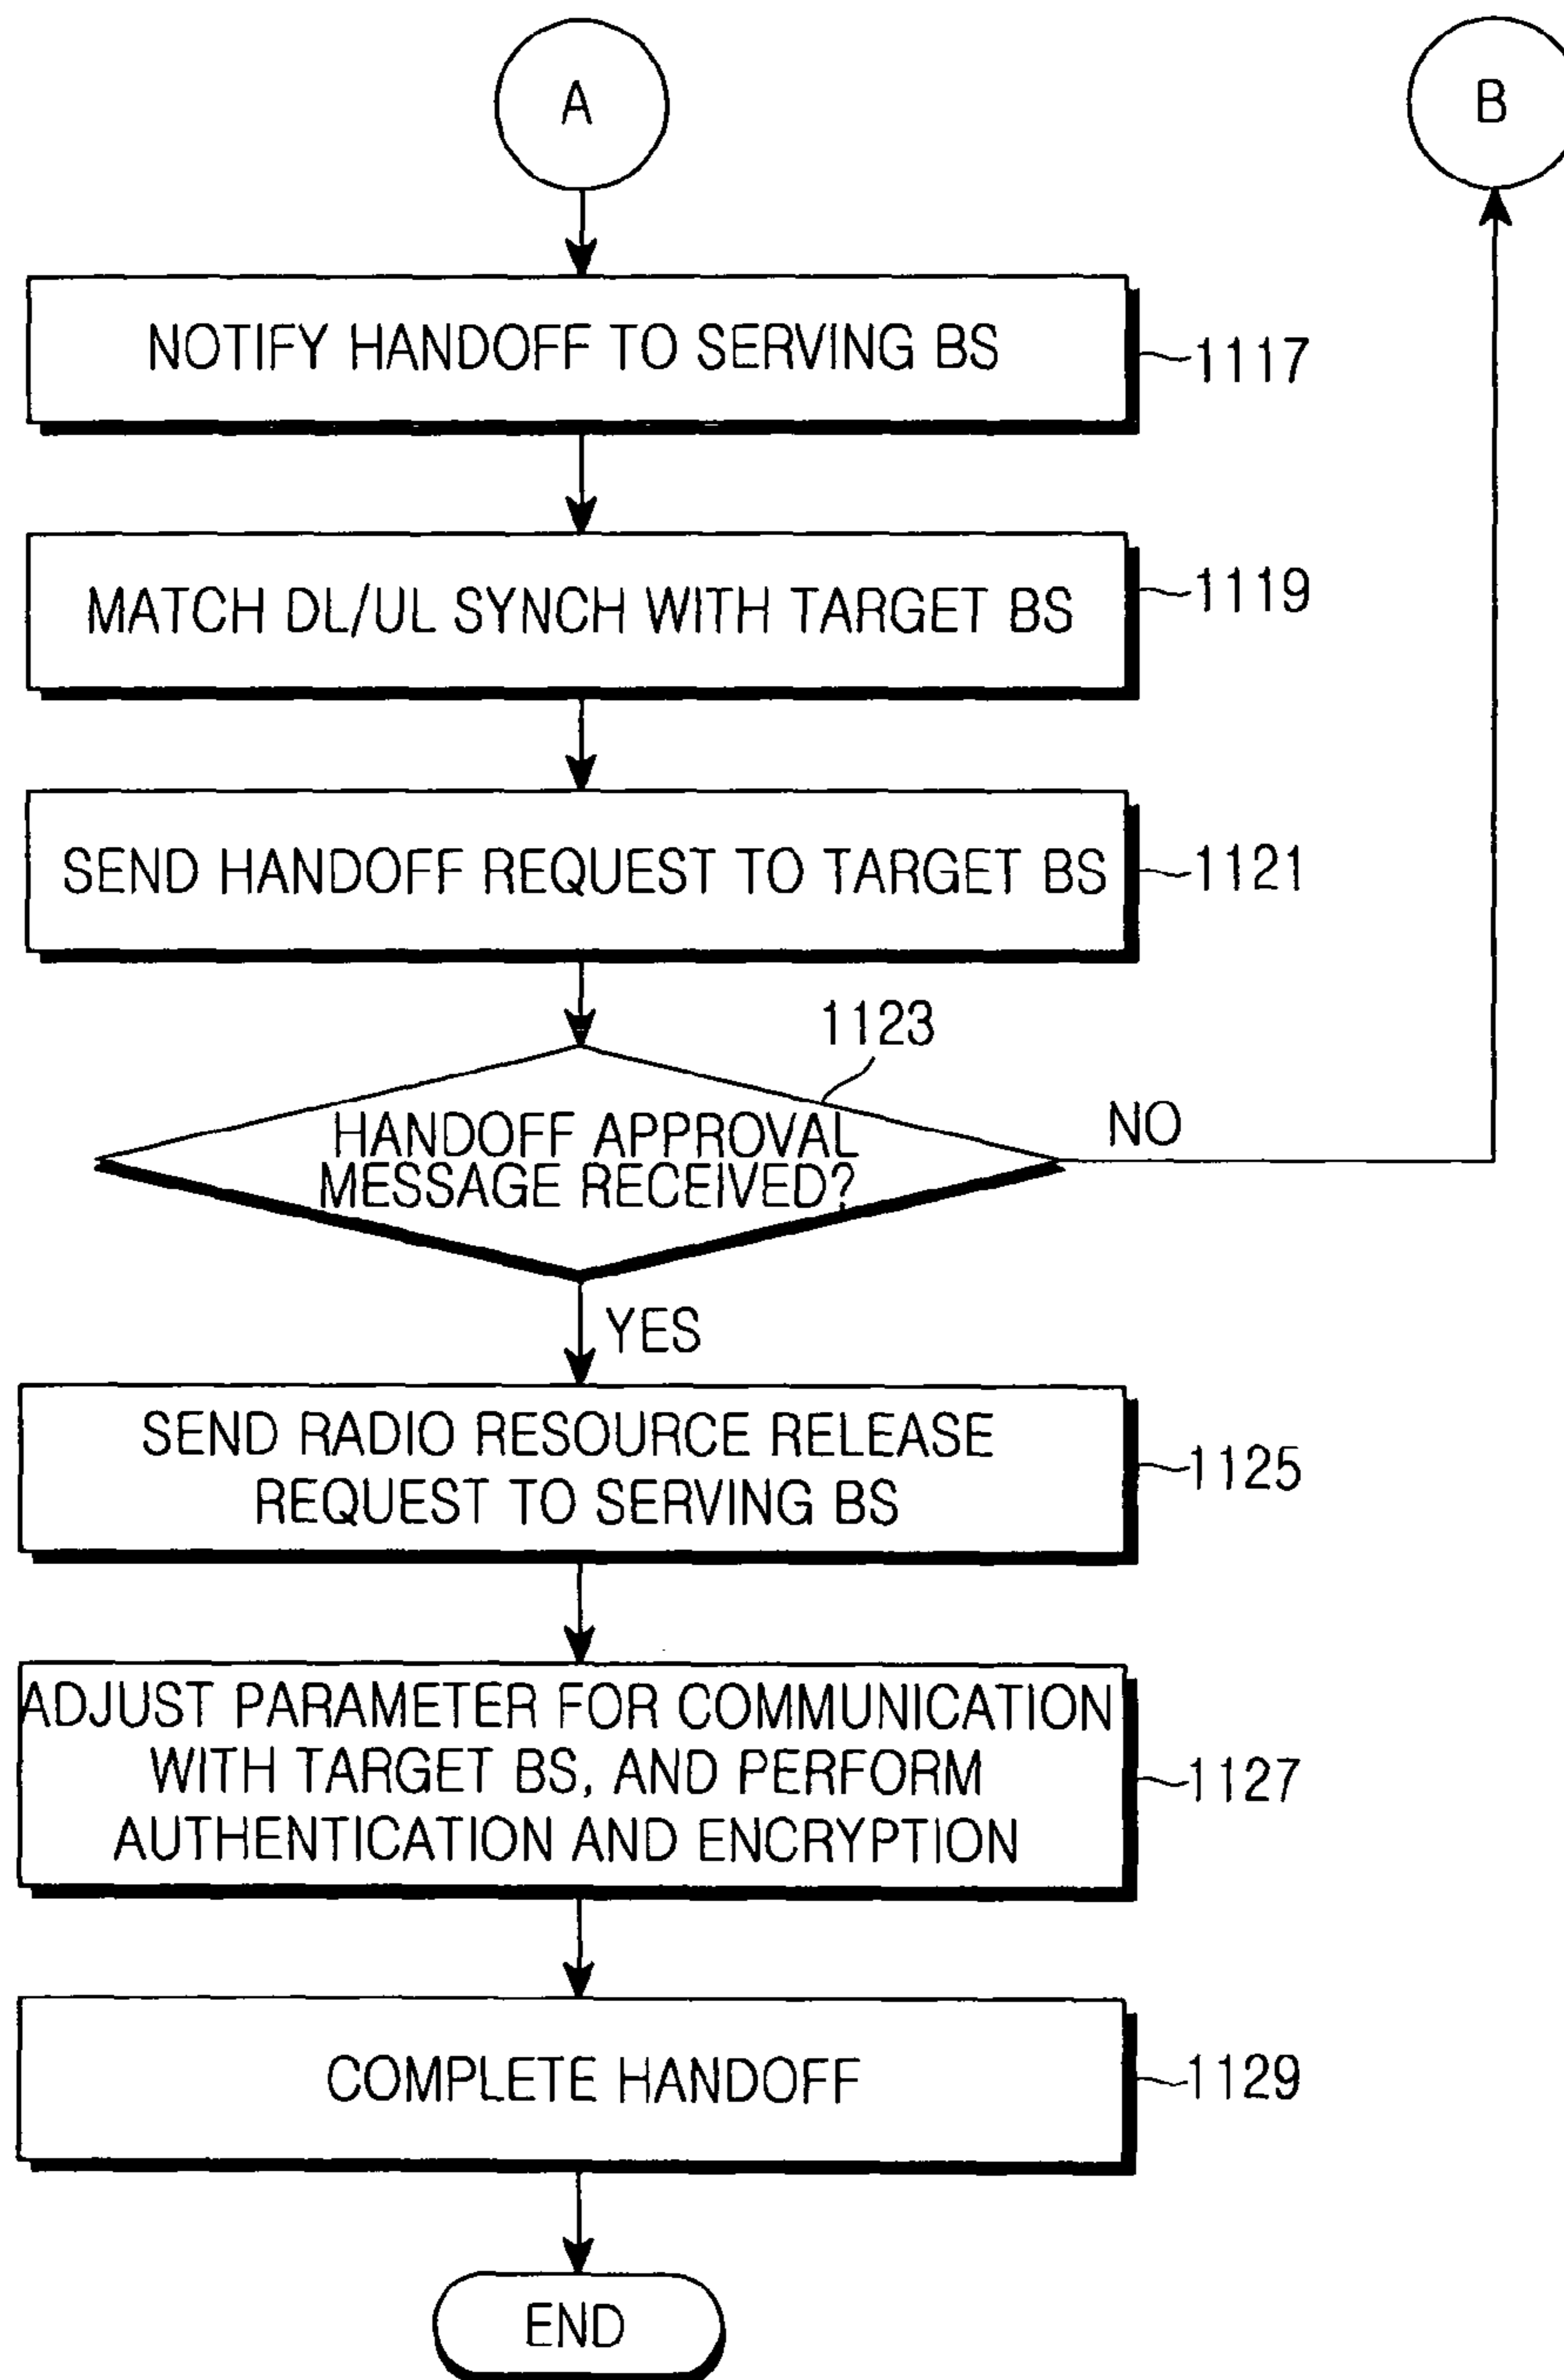 A
B
NOTIFY HANDOFF TO SERVING BS
1117
MATCH DL/UL SYNCH WITH TARGET BS
1119
SEND HANDOFF REQUEST TO TARGET BS
1121
1123
HANDOFF APPROVAL
MESSAGE RECEIVED?
NO
YES
SEND RADIO RESOURCE RELEASE
REQUEST TO SERVING BS
1125
ADJUST PARAMETER FOR COMMUNICATION
WITH TARGET BS, AND PERFORM
AUTHENTICATION AND ENCRYPTION
1127
COMPLETE HANDOFF
1129
END